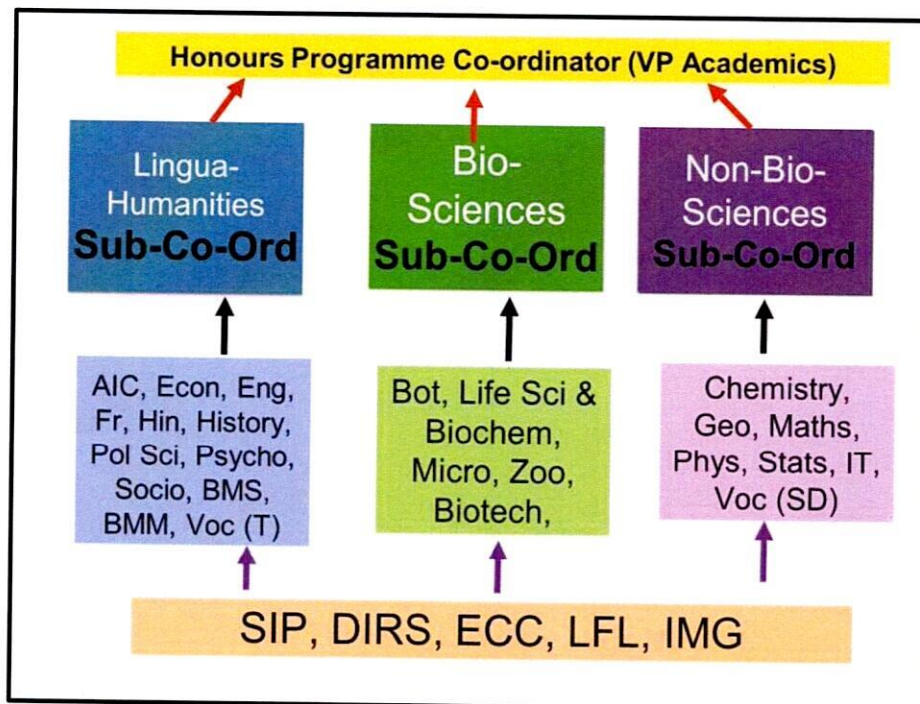 Honours Programme Co-ordinator (VP Academics)
Lingua-
Humanities
Sub-Co-Ord
Bio-
Sciences
Sub-Co-Ord
Non-Bio-
Sciences
Sub-Co-Ord
AIC, Econ, Eng,
Fr, Hin, History,
Pol Sci, Psycho,
Socio, BMS,
BMM, Voc (T)
Bot, Life Sci &
Biochem,
Micro, Zoo,
Biotech,
Chemistry,
Geo, Maths,
Phys, Stats, IT,
Voc (SD)
SIP, DIRS, ECC, LFL, IMG